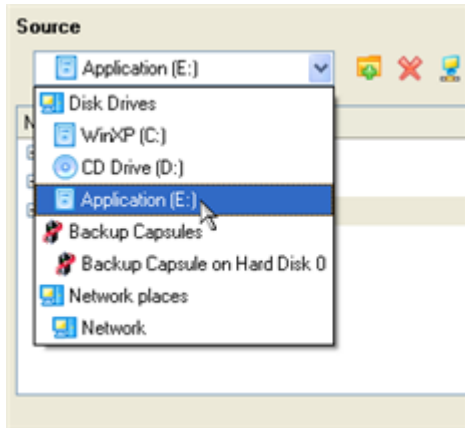 Source
Application (E:)
Disk Drives
WinXP (C:)
CD Drive (D:)
Application (E:)
Backup Capsules
Backup Capsule on Hard Disk 0
Network places
Network